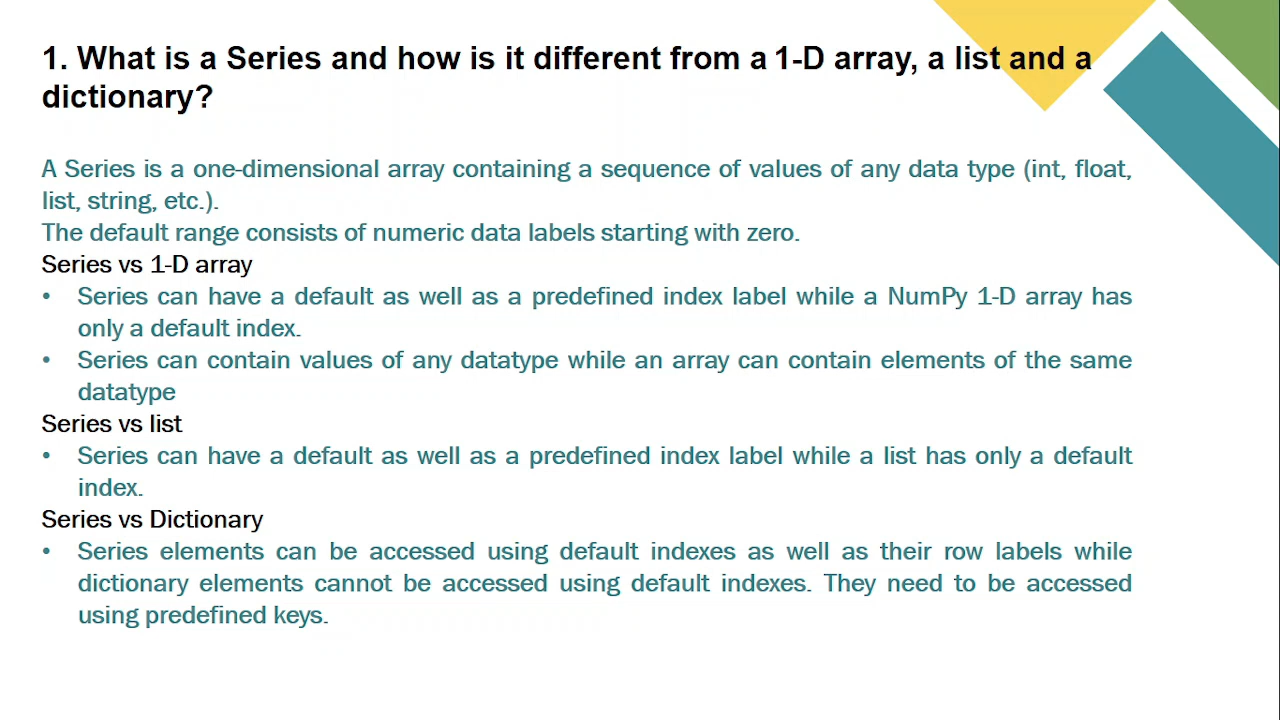 1. What is a Series and how is it different from a 1-D array, a list and a
dictionary?
A Series is a one-dimensional array containing a sequence of values of any data type (int, float,
list, string, etc.).
The default range consists of numeric data labels starting with zero.
Series vs 1-D array
• Series can have a default as well as a predefined index label while a NumPy 1-D array has
only a default index.
• Series can contain values of any datatype while an array can contain elements of the same
datatype
Series vs list
• Series can have a default as well as a predefined index label while a list has only a default
index.
Series vs Dictionary
• Series elements can be accessed using default indexes as well as their row labels while
dictionary elements cannot be accessed using default indexes. They need to be accessed
using predefined keys.